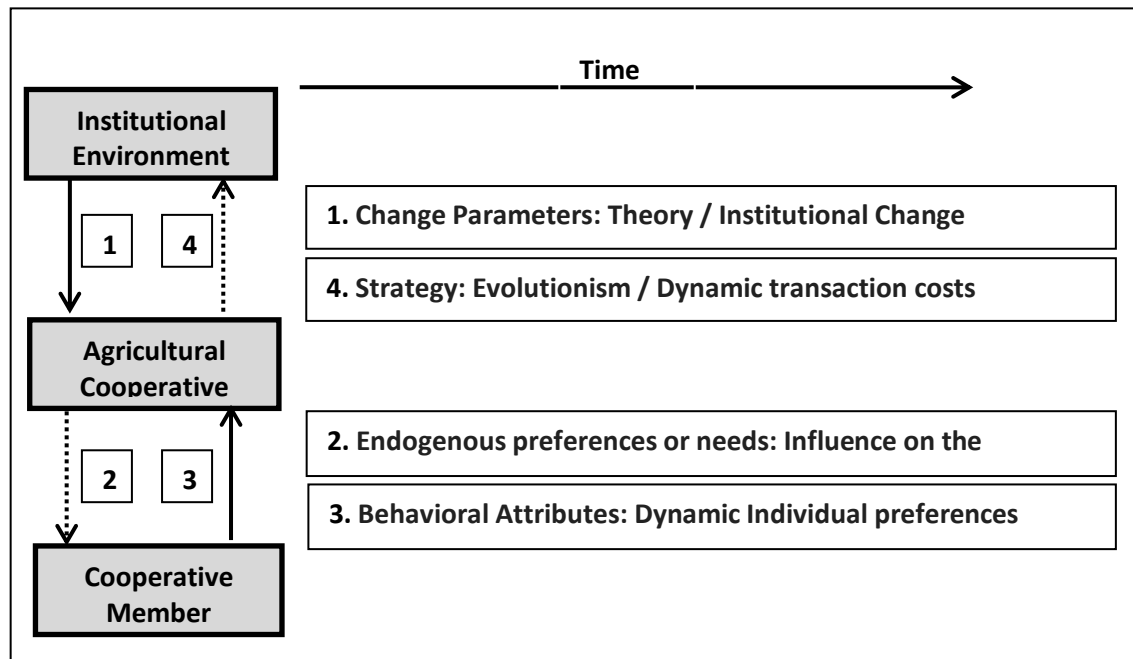 Time
Institutional
Environment
1
4
1. Change Parameters: Theory / Institutional Change
4. Strategy: Evolutionism / Dynamic transaction costs
Agricultural
Cooperative
2
3
2. Endogenous preferences or needs: Influence on the
3. Behavioral Attributes: Dynamic Individual preferences
Cooperative
Member